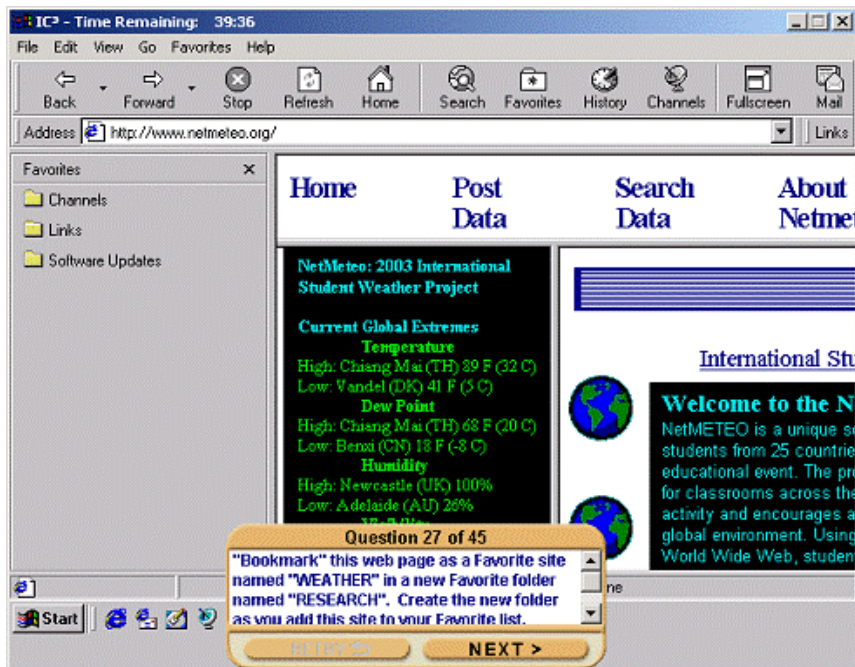 IC³ - Time Remaining: 39:36
File Edit View Go Favorites Help
Back Forward Stop Refresh Home Search Favorites History Channels Fullscreen Mail
Address http://www.netmeteo.org/ Links
Favorites
Channels
Links
Software Updates
Home Post Data Search Data About Netme
NetMeteo: 2003 International
Student Weather Project
Current Global Extremes
Temperature
High: Chiang Mai (TH) 89 F (32 C)
Low: Vandel (DK) 41 F (5 C)
Dew Point
High: Chiang Mai (TH) 68 F (20 C)
Low: Benxi (CN) 18 F (-8 C)
Humidity
High: Newcastle (UK) 100%
Low: Adelaide (AU) 26%
Visibility
International Stu
Welcome to the N
NetMETEO is a unique s
students from 25 countrie
educational event. The pr
for classrooms across the
activity and encourages a
global environment. Using
World Wide Web, student
Question 27 of 45
"Bookmark" this web page as a Favorite site
named "WEATHER" in a new Favorite folder
named "RESEARCH". Create the new folder
as you add this site to your Favorite list.
RETRY
NEXT >
ne
Start